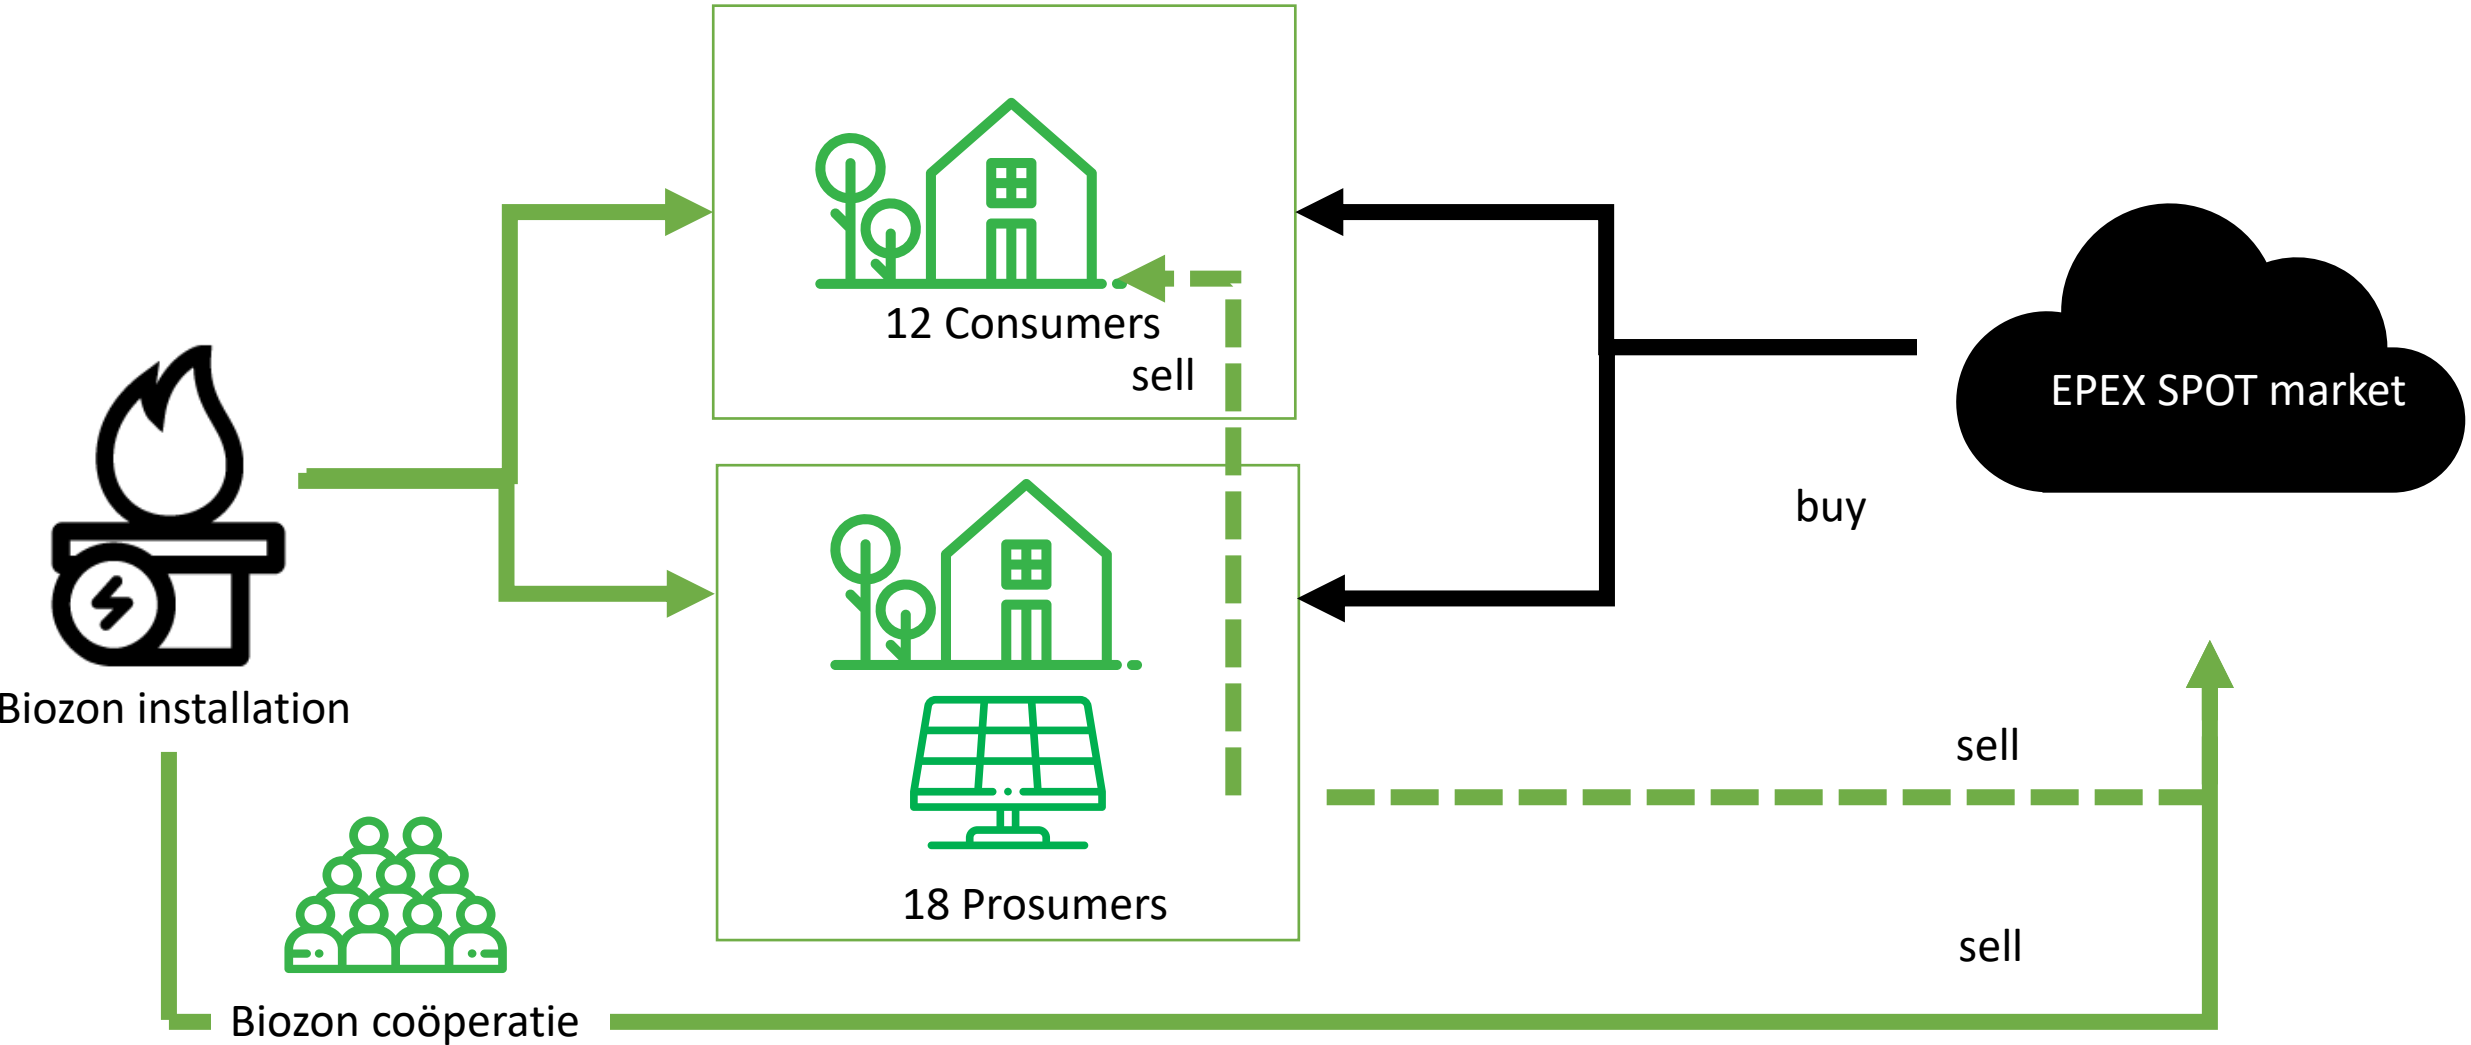 12 Consumers
sell
EPEX SPOT market
buy
Biozon installation
sell
18 Prosumers
sell
Biozon coöperatie